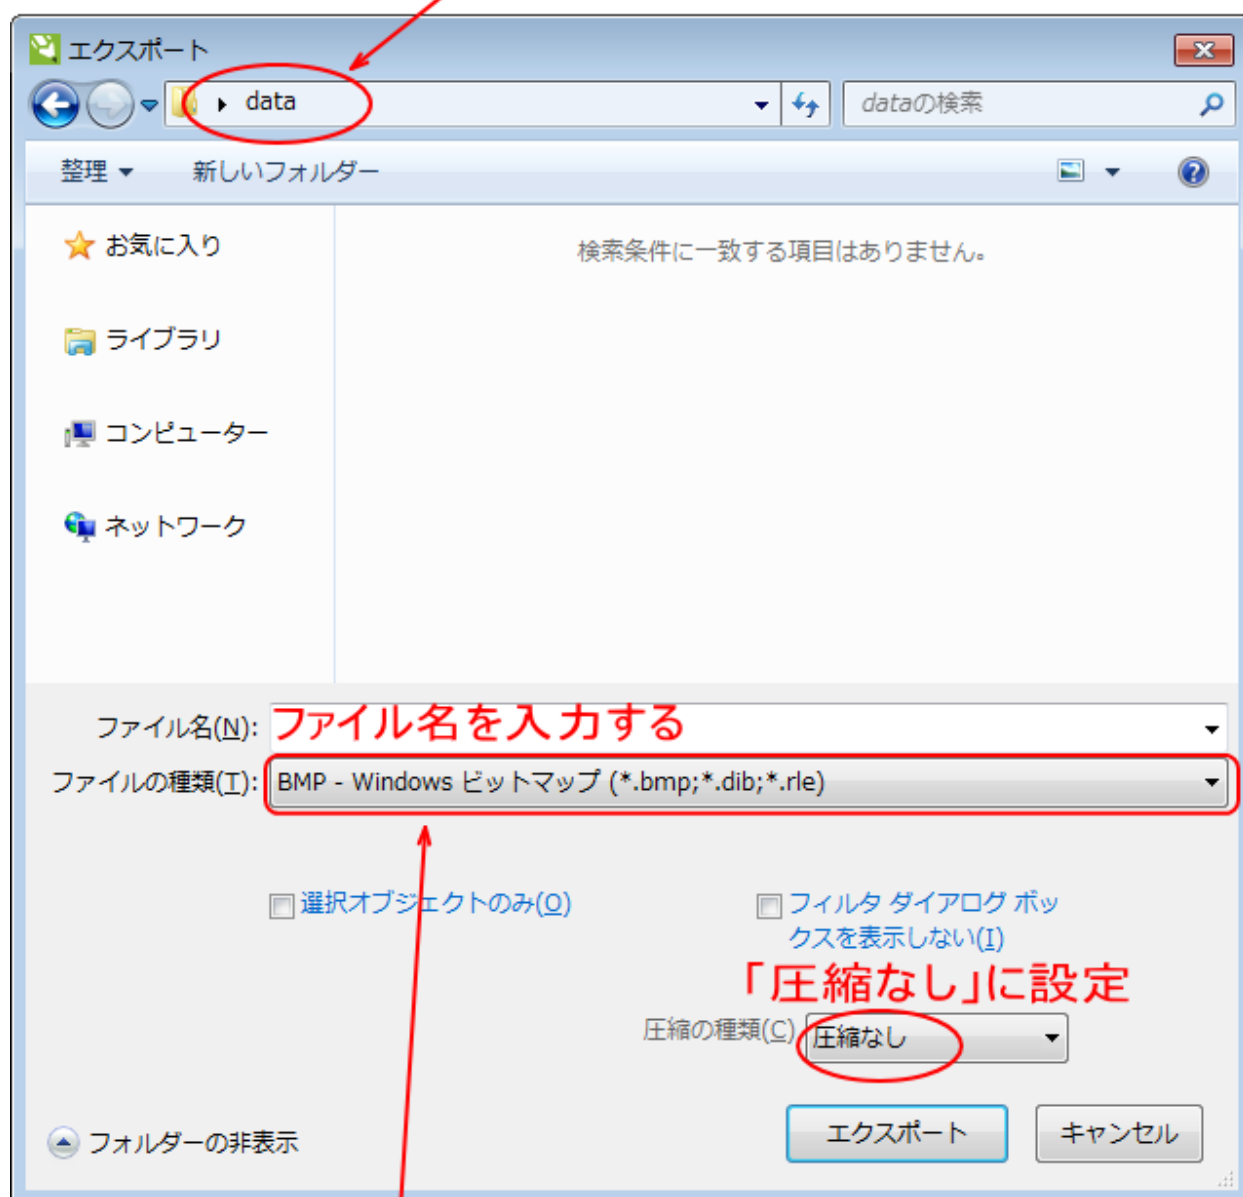 エクスポート
data
dataの検索
整理
新しいフォルダー
お気に入り
検索条件に一致する項目はありません。
ライブラリ
コンピューター
ネットワーク
ファイル名(N): ファイル名を入力する
ファイルの種類(T): BMP - Windows ビットマップ (*.bmp;*.dib;*.rle)
選択オブジェクトのみ(O)
フィルタ ダイアログ ボッ
クスを表示しない(I)
「圧縮なし」に設定
圧縮の種類(C) 圧縮なし
フォルダーの非表示
エクスポート
キャンセル